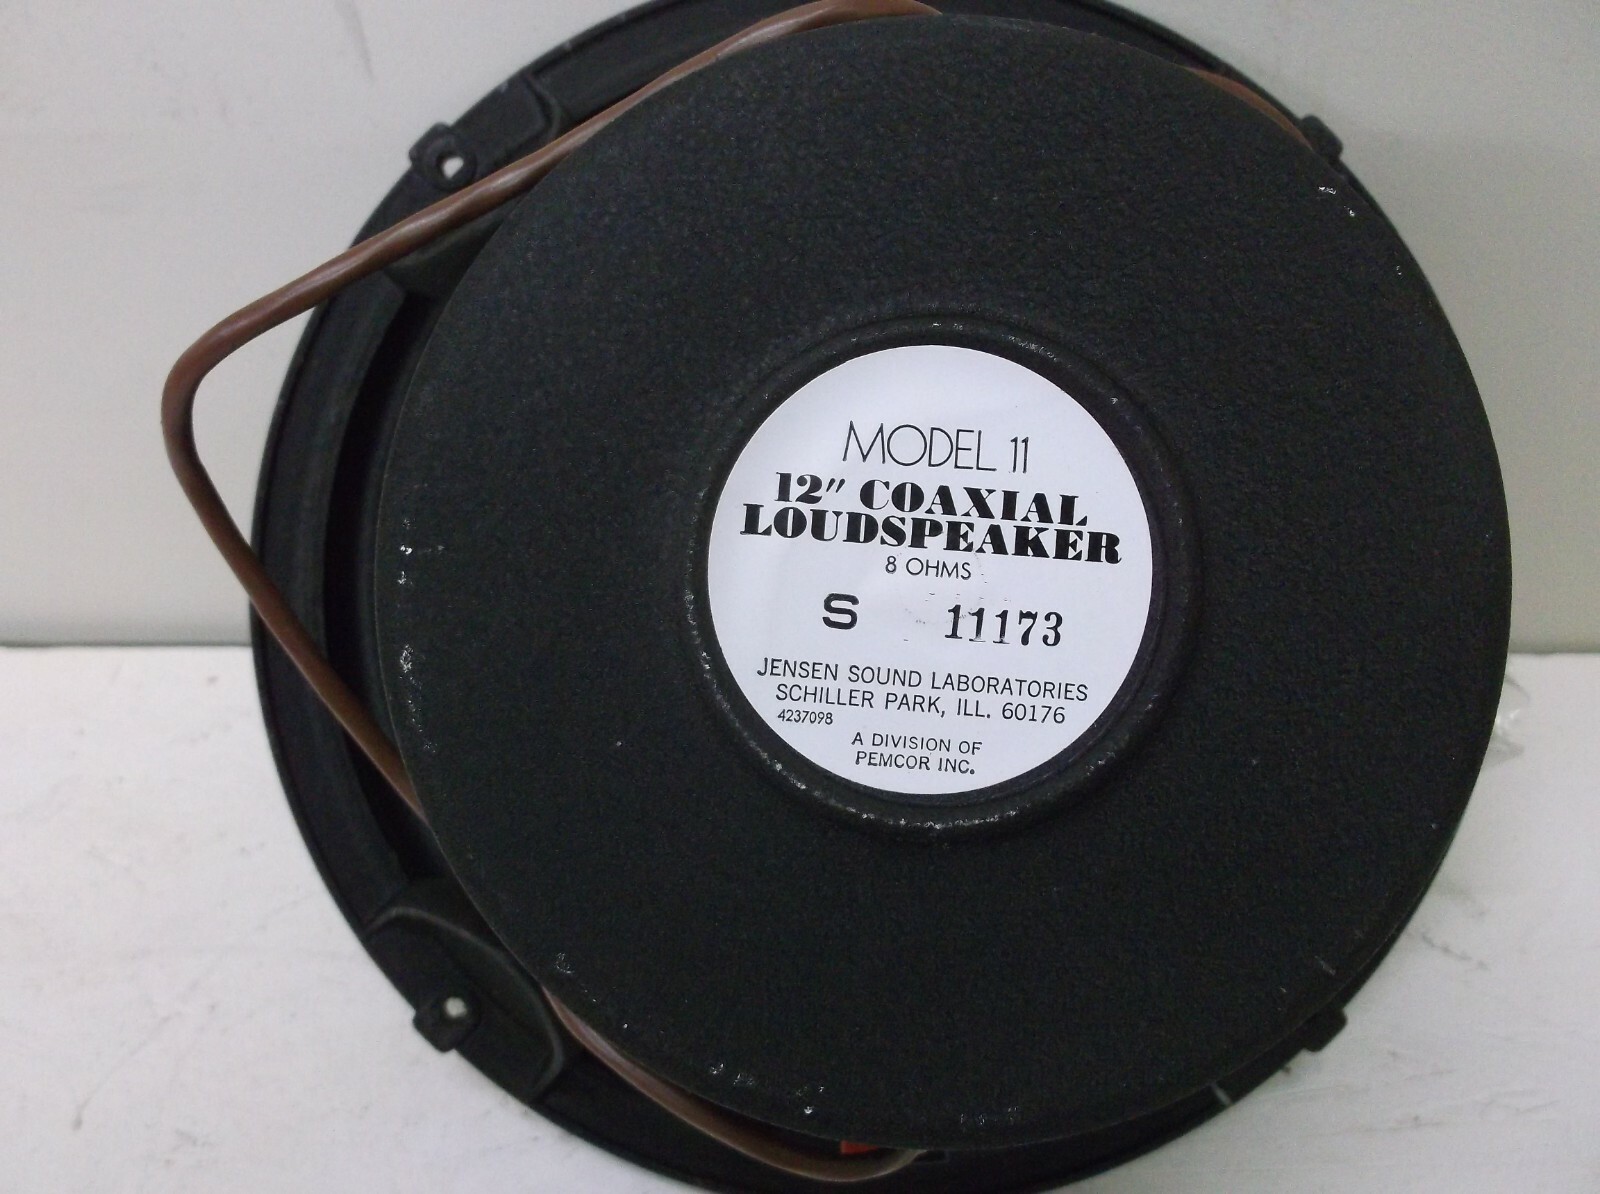 MODEL 11
12" COAXIAL
LOUDSPEAKER
8 OHMS
S 11173
JENSEN SOUND LABORATORIES
SCHILLER PARK, ILL. 60176
4237098
A DIVISION OF
PEMCOR INC.